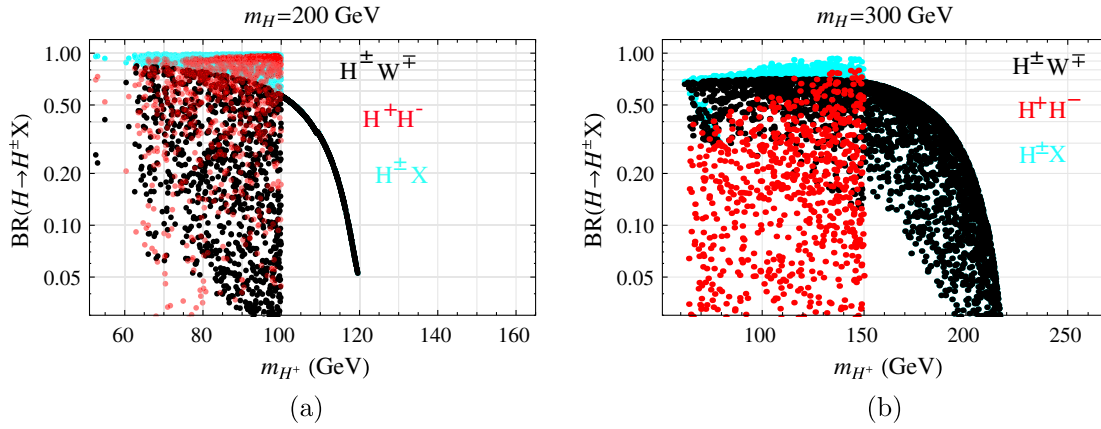 m_H=200 GeV
BR(H→H^±X)
1.00
0.50
0.20
0.10
0.05
H^±W^∓
H^+H^-
H^±X
60 80 100 120 140 160
m_{H^+} (GeV)
(a)
m_H=300 GeV
BR(H→H^±X)
1.00
0.50
0.20
0.10
0.05
H^±W^∓
H^+H^−
H^±X
100 150 200 250
m_{H^+} (GeV)
(b)